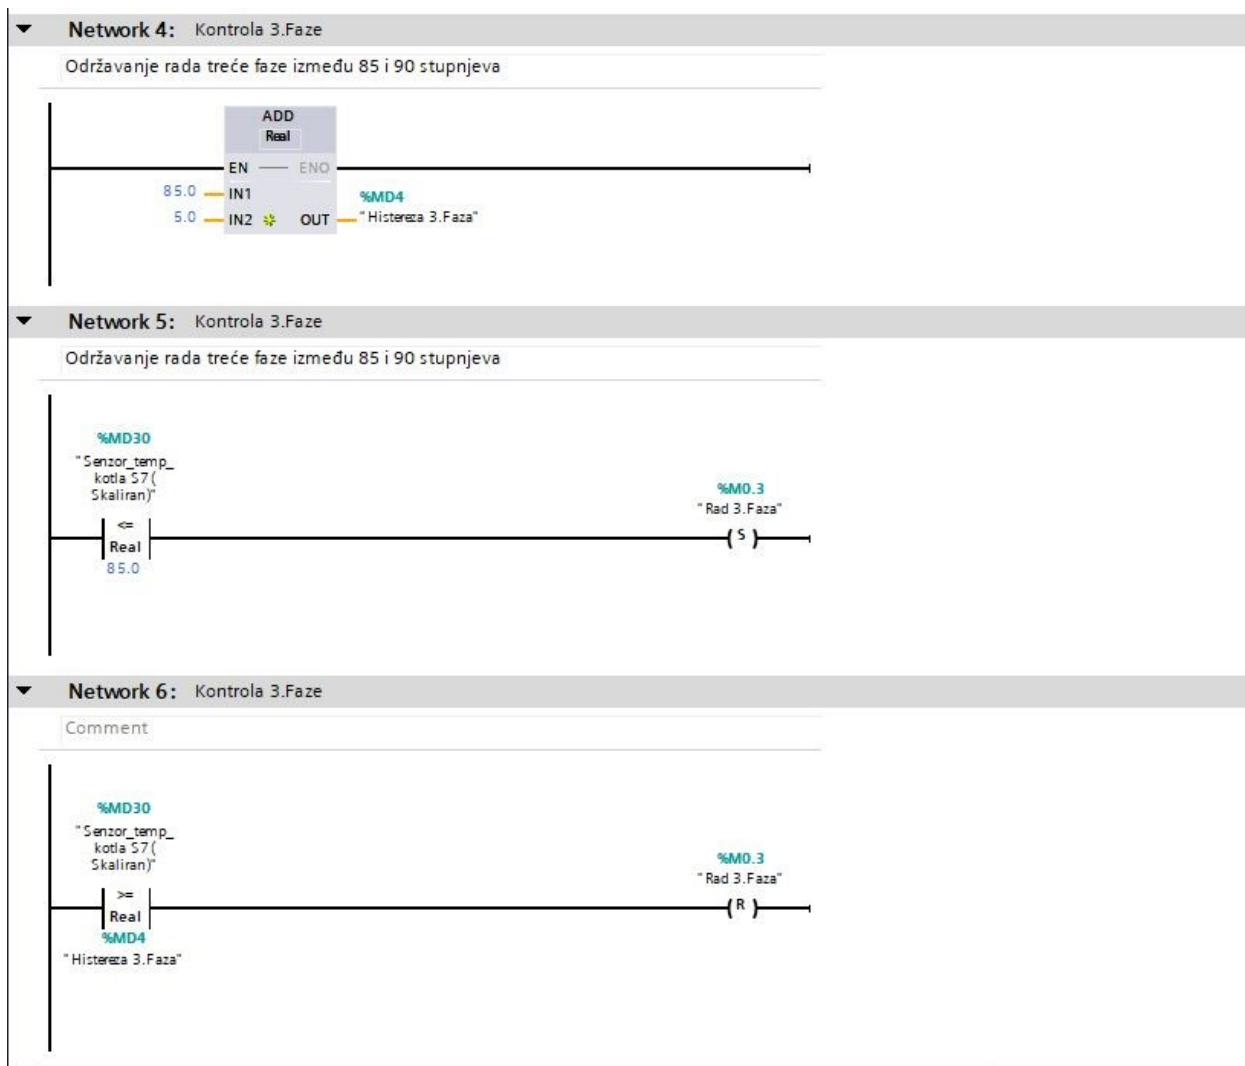 Network 4: Kontrola 3.Faze
Održavanje rada treće faze između 85 i 90 stupnjeva
ADD
Real
EN ENO
85.0 IN1
%MD4
5.0 IN2 OUT "Histereza 3.Faza"
Network 5: Kontrola 3.Faze
Održavanje rada treće faze između 85 i 90 stupnjeva
%MD30
"Senzor_temp_
kotla S7(
Skaliran)"
%M0.3
"Rad 3.Faza"
<=
Real
S
85.0
Network 6: Kontrola 3.Faze
Comment
%MD30
"Senzor_temp_
kotla S7(
Skaliran)"
%M0.3
"Rad 3.Faza"
>=
Real
R
%MD4
"Histereza 3.Faza"